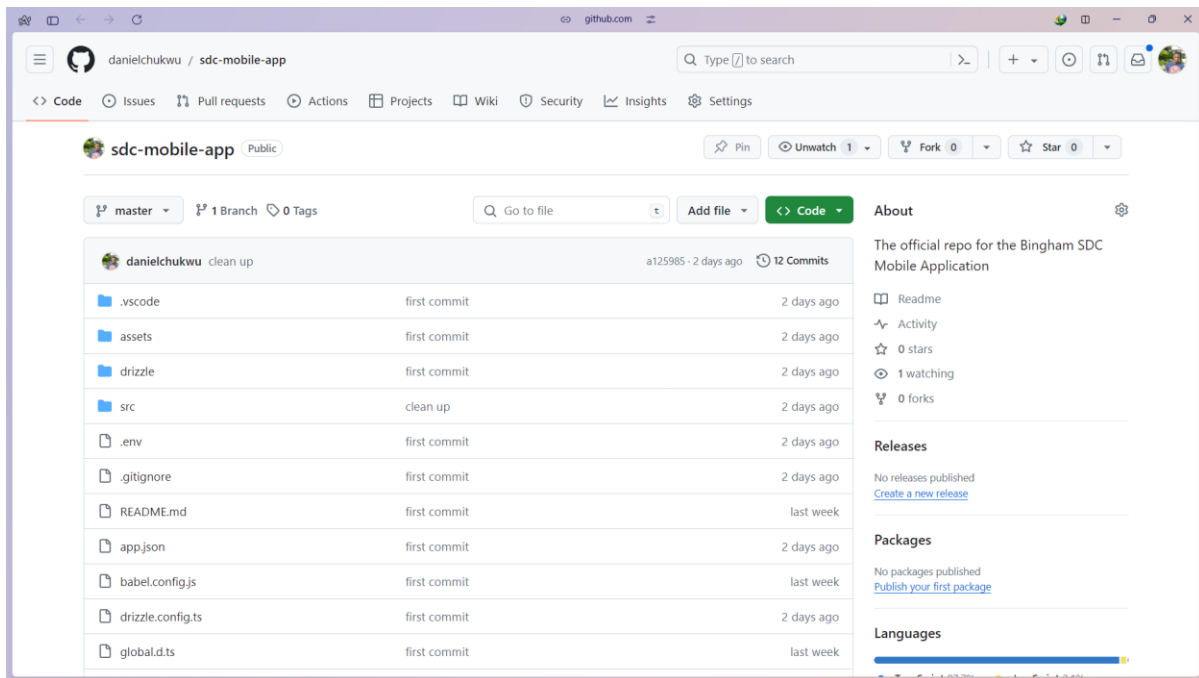 github.com
danielchukwu / sdc-mobile-app
Type / to search
Code Issues Pull requests Actions Projects Wiki Security Insights Settings
sdc-mobile-app Public
Pin Unwatch 1 Fork 0 Star 0
master 1 Branch 0 Tags Go to file t Add file Code
danielchukwu clean up a125985 · 2 days ago 12 Commits
.vscode first commit 2 days ago
assets first commit 2 days ago
drizzle first commit 2 days ago
src clean up 2 days ago
.env first commit 2 days ago
.gitignore first commit 2 days ago
README.md first commit last week
app.json first commit 2 days ago
babel.config.js first commit last week
drizzle.config.ts first commit 2 days ago
global.d.ts first commit last week
About
The official repo for the Bingham SDC
Mobile Application
Readme
Activity
0 stars
1 watching
0 forks
Releases
No releases published
Create a new release
Packages
No packages published
Publish your first package
Languages